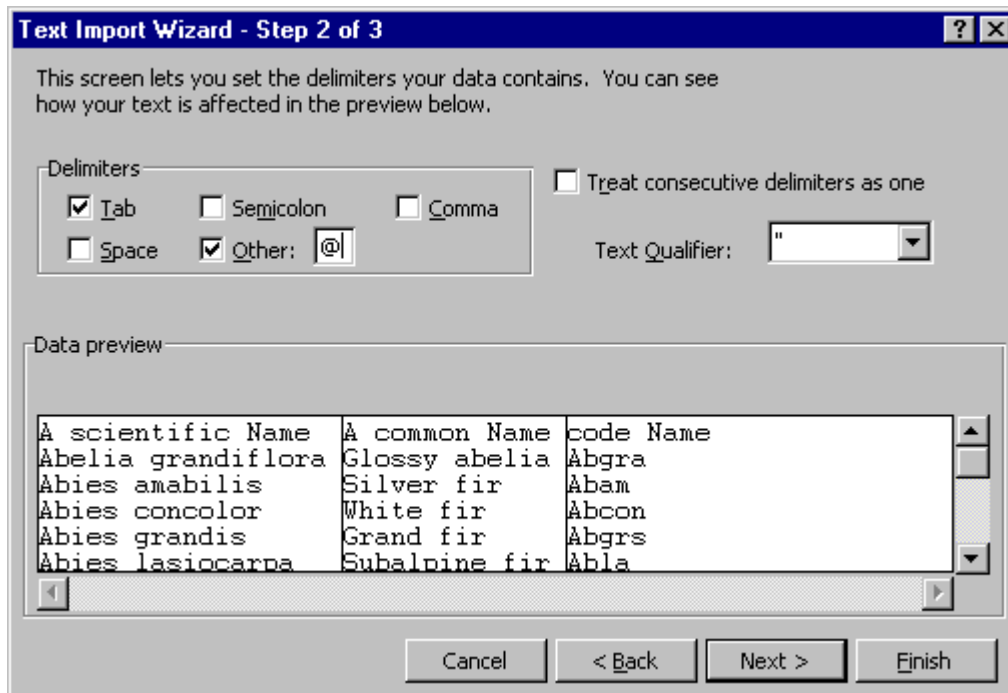 Text Import Wizard - Step 2 of 3
This screen lets you set the delimiters your data contains. You can see
how your text is affected in the preview below.
Delimiters
Tab Semicolon Comma
Space Other: @
Treat consecutive delimiters as one
Text Qualifier: "
Data preview
A scientific Name A common Name code Name
Abelia grandiflora Glossy abelia Abgra
Abies amabilis Silver fir Abam
Abies concolor White fir Abcon
Abies grandis Grand fir Abgrs
Abies lasiocarpa Subalpine fir Abla
Cancel < Back Next > Finish